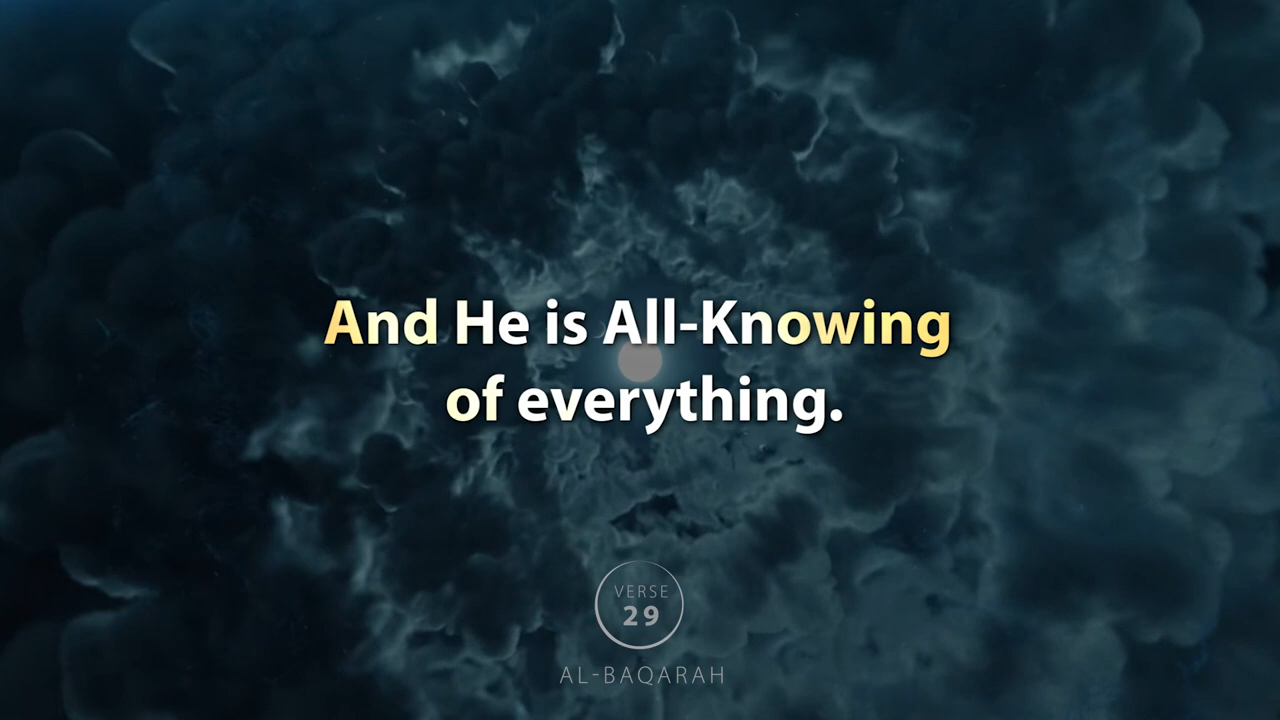 And He is All-Knowing
of everything.
VERSE
29
AL-BAQARAH